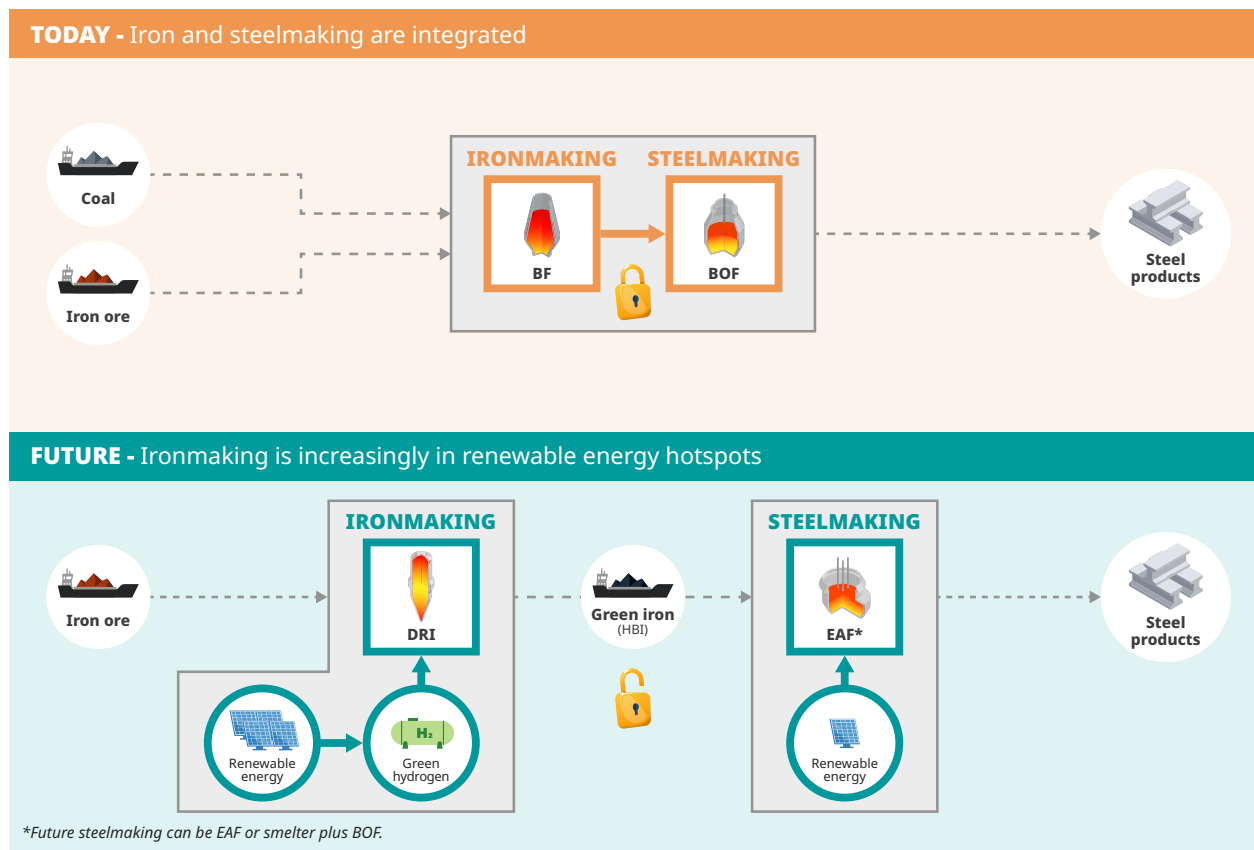 TODAY - Iron and steelmaking are integrated
Coal
Iron ore
IRONMAKING
STEELMAKING
BF
BOF
Steel
products
FUTURE - Ironmaking is increasingly in renewable energy hotspots
Iron ore
IRONMAKING
DRI
Renewable
energy
H₂
Green
hydrogen
Green iron
(HBI)
STEELMAKING
EAF*
Renewable
energy
Steel
products
*Future steelmaking can be EAF or smelter plus BOF.